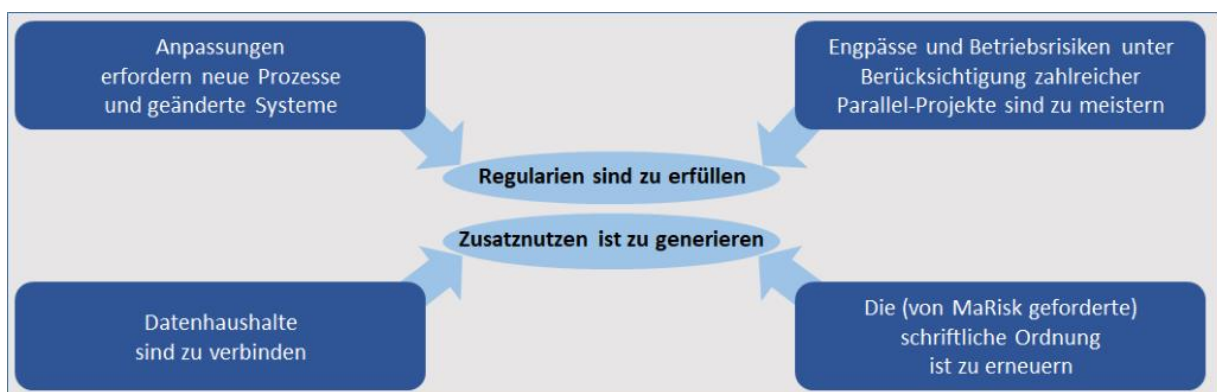 Anpassungen
erfordern neue Prozesse
und geänderte Systeme
Engpässe und Betriebsrisiken unter
Berücksichtigung zahlreicher
Parallel-Projekte sind zu meistern
Regularien sind zu erfüllen
Zusatznutzen ist zu generieren
Datenhaushalte
sind zu verbinden
Die (von MaRisk geforderte)
schriftliche Ordnung
ist zu erneuern